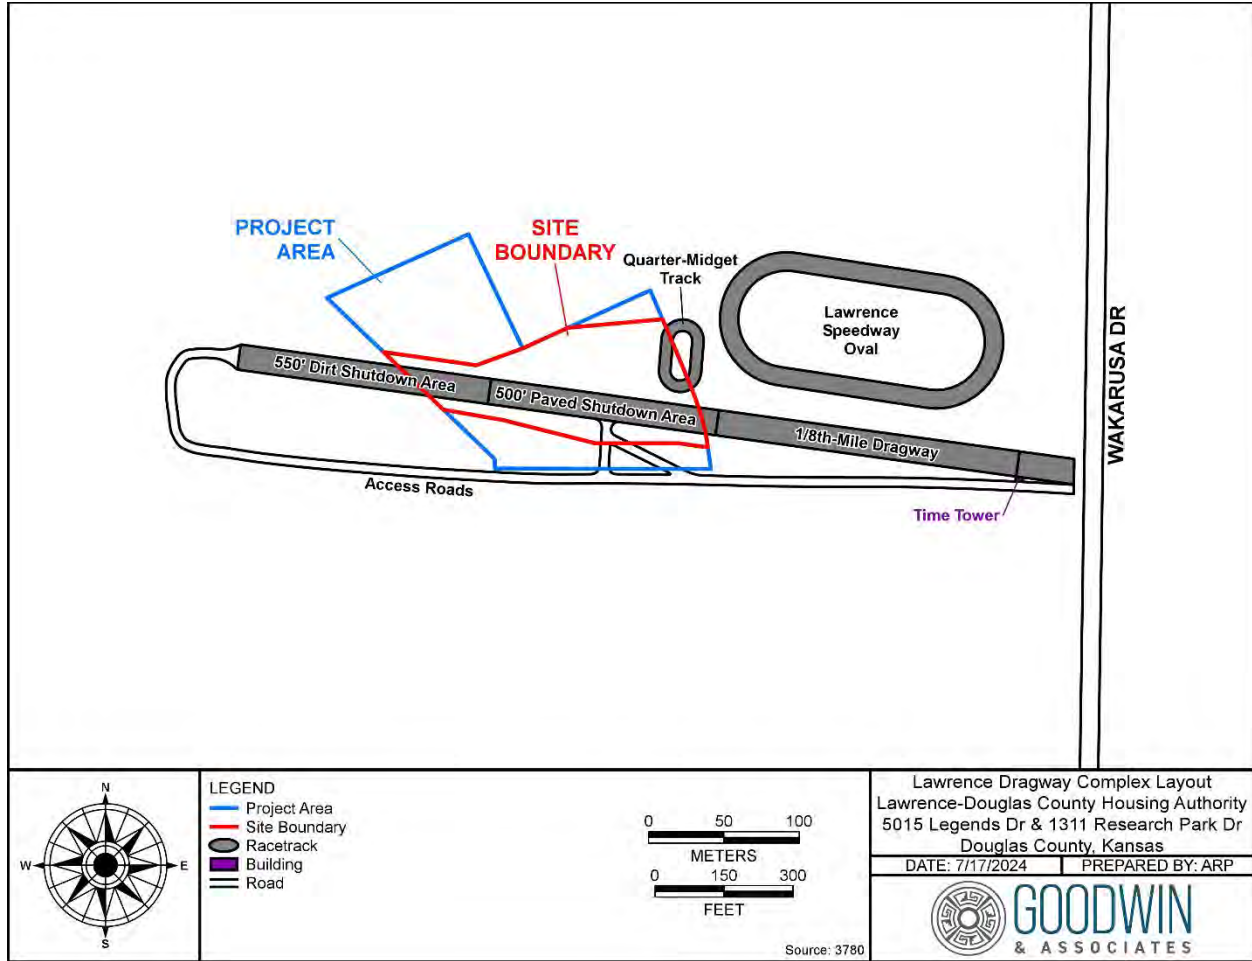 PROJECT
AREA
SITE
BOUNDARY
Quarter-Midget
Track
Lawrence
Speedway
Oval
WAKARUSA DR
550' Dirt Shutdown Area
500' Paved Shutdown Area
1/8th-Mile Dragway
Access Roads
Time Tower
N
W
E
S
LEGEND
Project Area
Site Boundary
Racetrack
Building
Road
0 50 100
METERS
0 150 300
FEET
Source: 3780
Lawrence Dragway Complex Layout
Lawrence-Douglas County Housing Authority
5015 Legends Dr & 1311 Research Park Dr
Douglas County, Kansas
DATE: 7/17/2024 PREPARED BY: ARP
GOODWIN
& ASSOCIATES